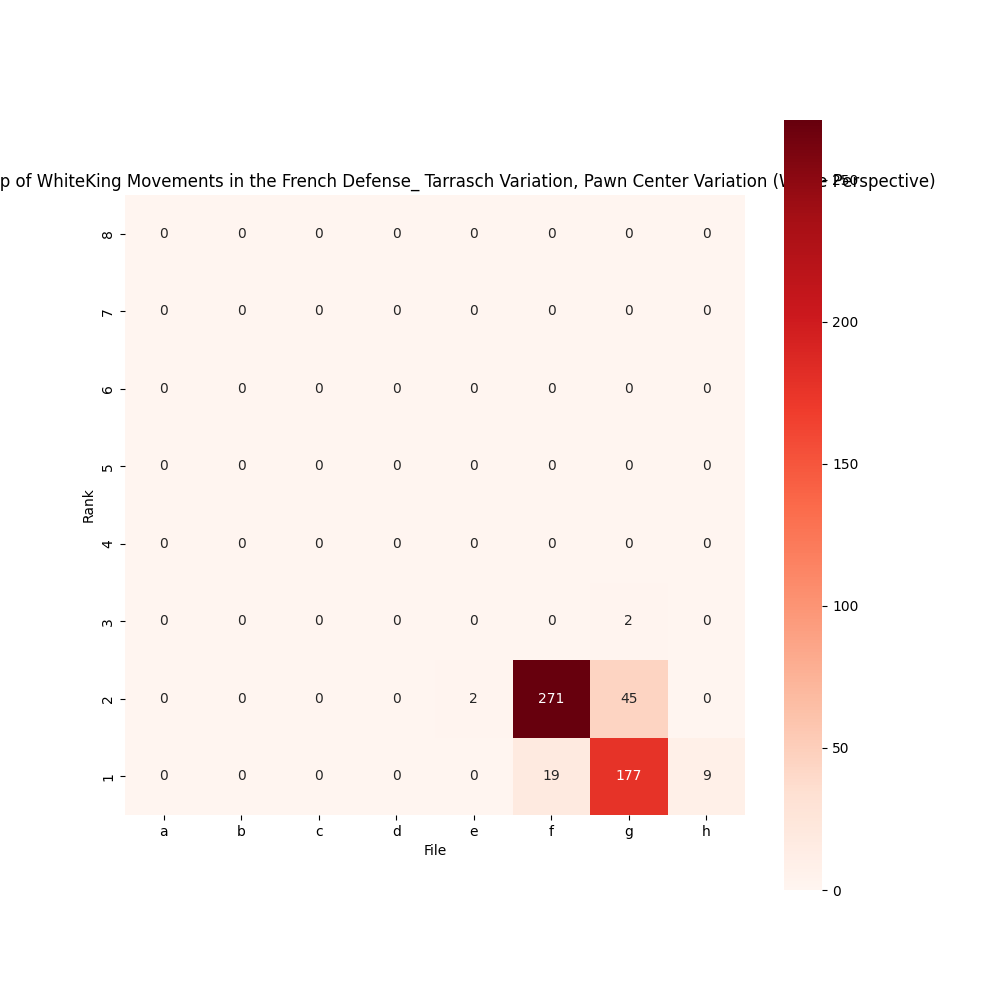 p of WhiteKing Movements in the French Defense_ Tarrasch Variation, Pawn Center Variation ( Perspective)
8 0 0 0 0 0 0 0 0
7 0 0 0 0 0 0 0 0
6 0 0 0 0 0 0 0 0
5 0 0 0 0 0 0 0 0
4 0 0 0 0 0 0 0 0
3 0 0 0 0 0 0 2 0
2 0 0 0 0 2 271 45 0
1 0 0 0 0 0 19 177 9
a b c d e f g h
File
Rank
250
200
150
100
50
0